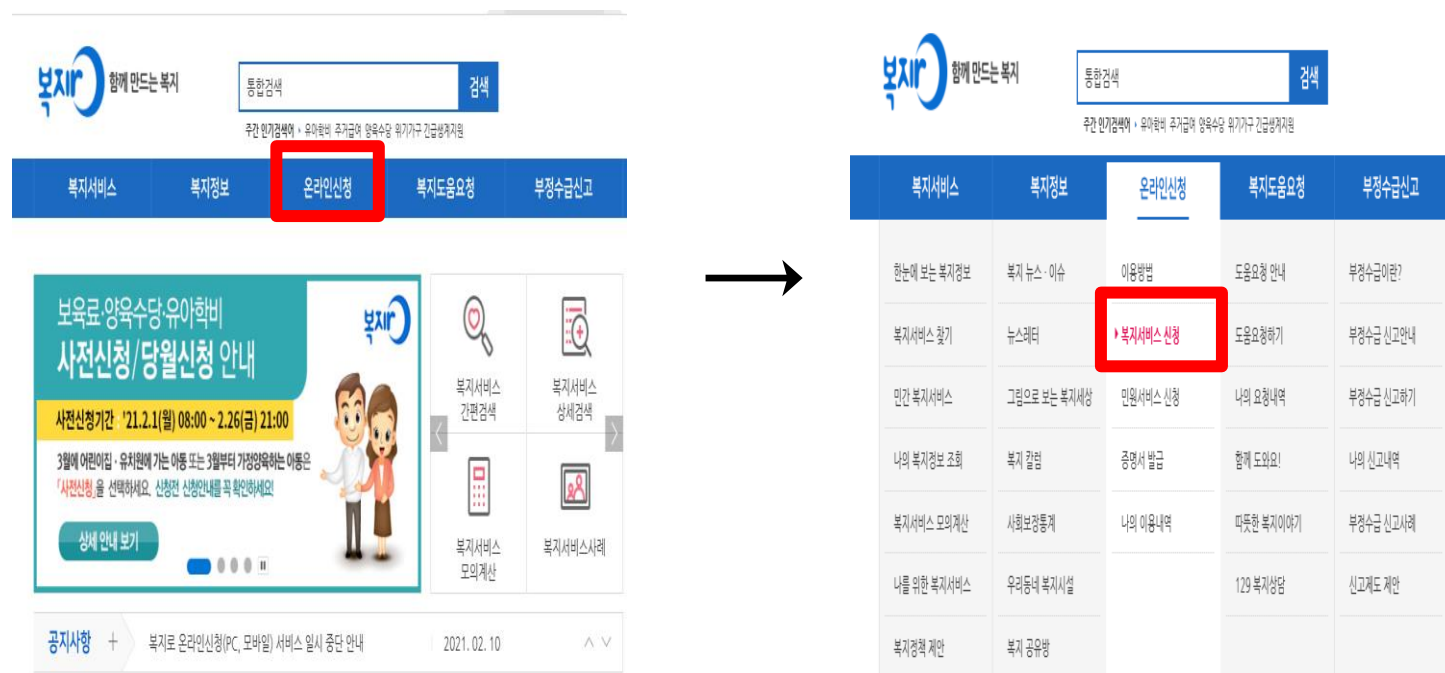 복지r 함께 만드는 복지
통합검색 검색
주간 인기검색어 유아학비 주거급여 양육수당 위기가구 긴급생계지원
복지서비스 복지정보 온라인신청 복지도움요청 부정수급신고
보육료·양육수당·유아학비
사전신청/당월신청 안내
사전신청기간 : '21.2.1(월) 08:00 ~ 2.26(금) 21:00
3월에 어린이집·유치원에 가는 아동 또는 3월부터 가정양육하는 아동은
「사전신청」을 선택하세요. 신청전 신청안내를 꼭 확인하세요!
상세 안내 보기
복지r
복지서비스
간편검색
복지서비스
상세검색
복지서비스
모의계산
복지서비스사례
공지사항 + 복지로 온라인신청(PC, 모바일) 서비스 일시 중단 안내 2021. 02. 10
복지r 함께 만드는 복지
통합검색 검색
주간 인기검색어 유아학비 주거급여 양육수당 위기가구 긴급생계지원
복지서비스 복지정보 온라인신청 복지도움요청 부정수급신고
한눈에 보는 복지정보 복지 뉴스·이슈 이용방법 도움요청 안내 부정수급이란?
복지서비스 찾기 뉴스레터 복지서비스 신청 도움요청하기 부정수급 신고안내
민간 복지서비스 그림으로 보는 복지세상 민원서비스 신청 나의 요청내역 부정수급 신고하기
나의 복지정보 조회 복지 칼럼 증명서 발급 함께 도와요! 나의 신고내역
복지서비스 모의계산 사회보장통계 나의 이용내역 따뜻한 복지이야기 부정수급 신고사례
나를 위한 복지서비스 우리동네 복지시설 129 복지상담 신고제도 제안
복지정책 제안 복지 공유방